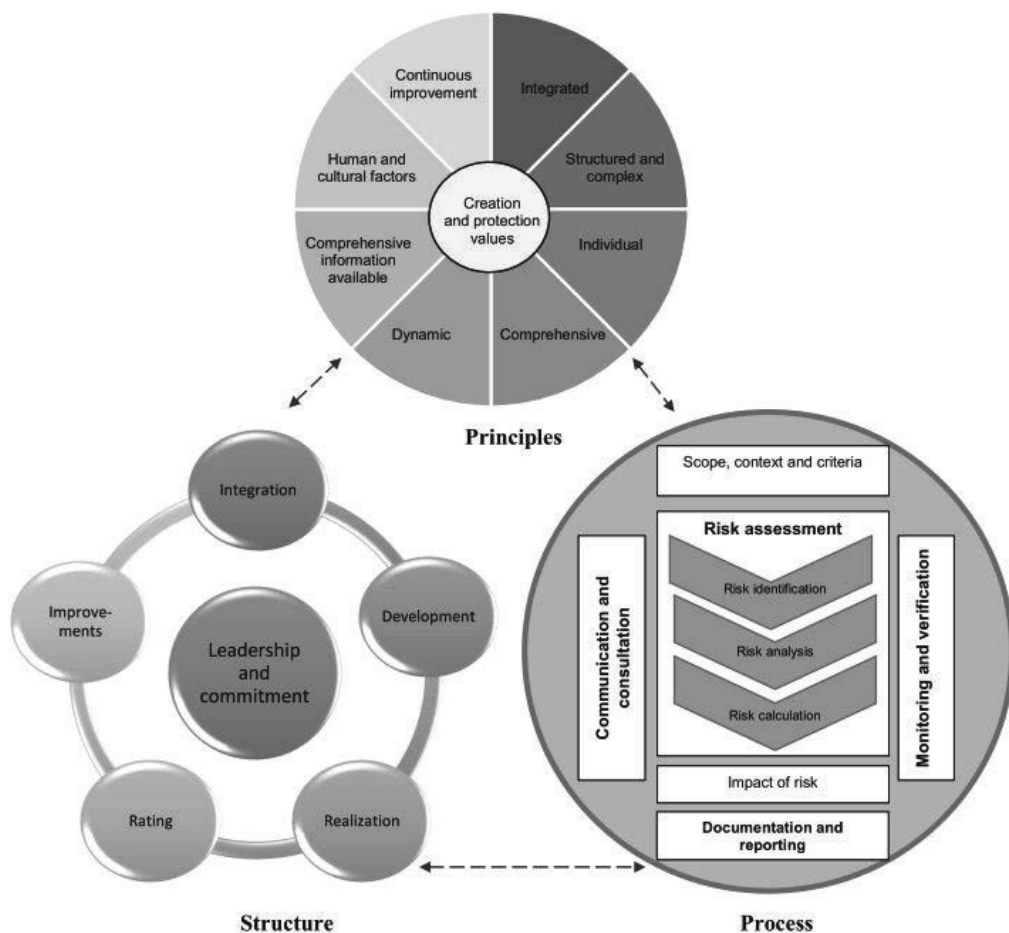 Continuous
improvement
Integrated
Human and
cultural factors
Structured and
complex
Creation
and protection
values
Comprehensive
information
available
Individual
Dynamic
Comprehensive
Principles
Integration
Improve-
ments
Development
Leadership
and
commitment
Rating
Realization
Structure
Scope, context and criteria
Communication and
consultation
Risk assessment
Risk identification
Risk analysis
Risk calculation
Monitoring and verification
Impact of risk
Documentation and
reporting
Process